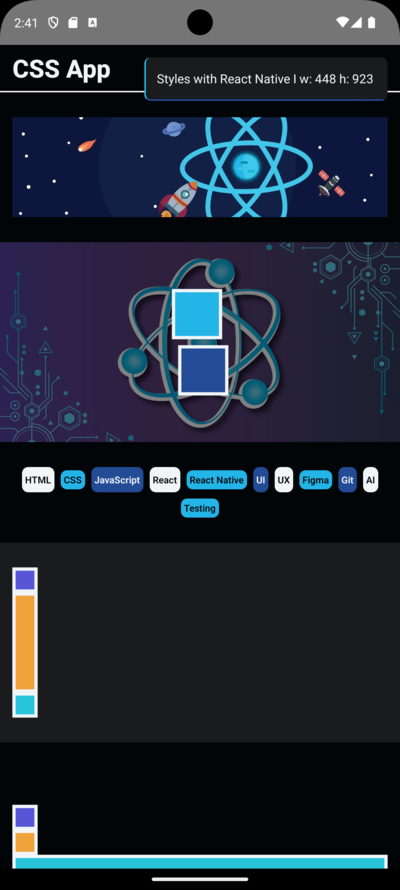 2:41
CSS App
Styles with React Native I w: 448 h: 923
HTML CSS JavaScript React React Native UI UX Figma Git AI
Testing